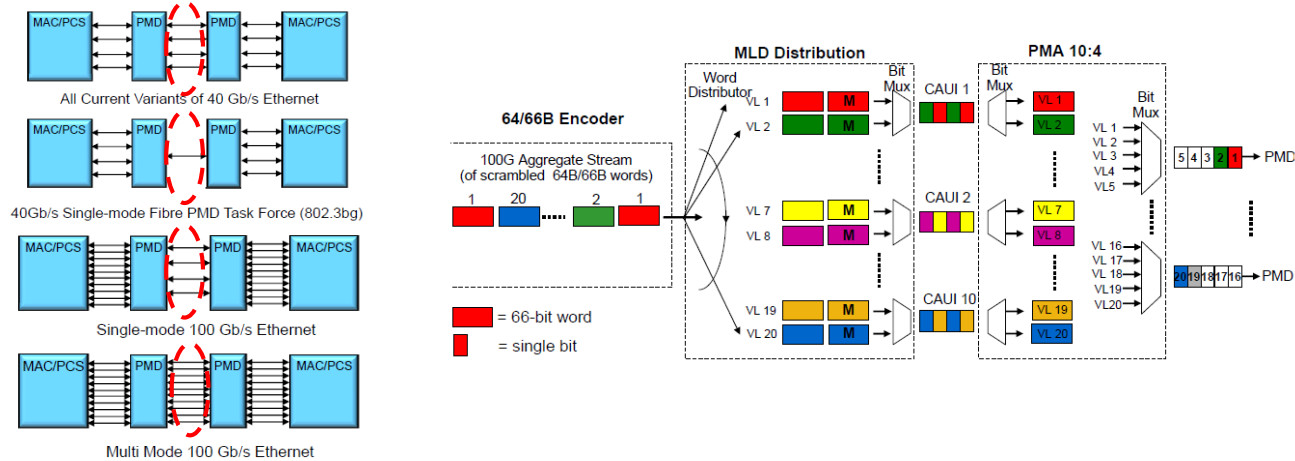 MAC/PCS PMD PMD MAC/PCS
All Current Variants of 40 Gb/s Ethernet
MAC/PCS PMD PMD MAC/PCS
40Gb/s Single-mode Fibre PMD Task Force (802.3bg)
MAC/PCS PMD PMD MAC/PCS
Single-mode 100 Gb/s Ethernet
MAC/PCS PMD PMD MAC/PCS
Multi Mode 100 Gb/s Ethernet
64/66B Encoder
100G Aggregate Stream
(of scrambled 64B/66B words)
1 20 2 1
= 66-bit word
= single bit
MLD Distribution
Word
Distributor
Bit
Mux
VL 1 M
VL 2 M
VL 7 M
VL 8 M
VL 19 M
VL 20 M
CAUI 1
CAUI 2
CAUI 10
PMA 10:4
Bit
Mux
VL 1
VL 2
VL 7
VL 8
VL 19
VL 20
Bit
Mux
VL 1
VL 2
VL 3
VL4
VL5
5 4 3 2 1 PMD
VL 16
VL 17
VL 18
VL19
VL20
20 19 18 17 16 PMD